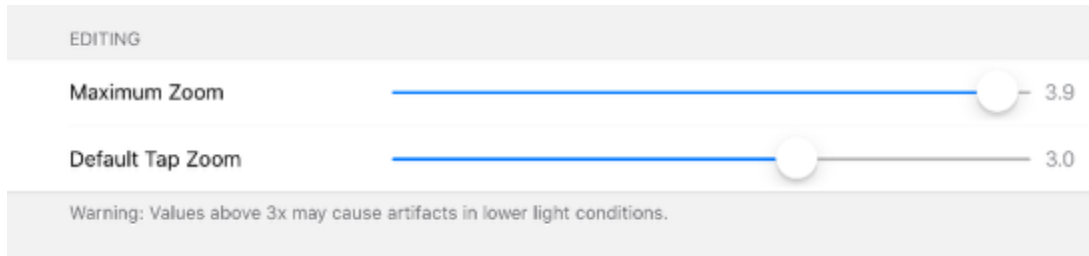 EDITING
Maximum Zoom 3.9
Default Tap Zoom 3.0
Warning: Values above 3x may cause artifacts in lower light conditions.